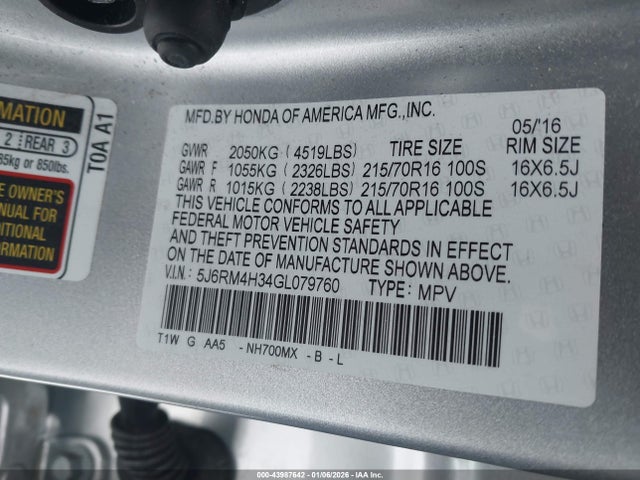 RMATION
2 REAR 3
85kg or 850lbs.
E OWNER'S
ANUAL FOR
DITIONAL
ORMATION
T0A A1
MFD.BY HONDA OF AMERICA MFG.,INC.
05/'16
GVWR 2050KG (4519LBS) TIRE SIZE RIM SIZE
GAWR F 1055KG (2326LBS) 215/70R16 100S 16X6.5J
GAWR R 1015KG (2238LBS) 215/70R16 100S 16X6.5J
THIS VEHICLE CONFORMS TO ALL APPLICABLE
FEDERAL MOTOR VEHICLE SAFETY
AND THEFT PREVENTION STANDARDS IN EFFECT
ON THE DATE OF MANUFACTURE SHOWN ABOVE.
V.I.N.: 5J6RM4H34GL079760 TYPE: MPV
T1W G AA5 -NH700MX -B-L
000-43987642 - 01/06/2026 - IAA Inc.